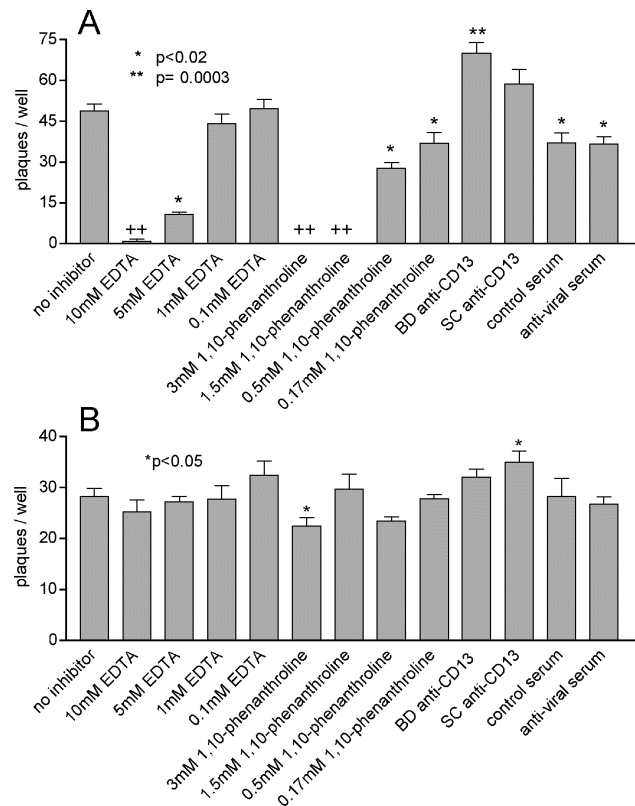 A
75
60
45
30
15
0
plaques / well
* p<0.02
** p= 0.0003
++
*
++
++
*
*
**
*
*
no inhibitor
10mM EDTA
5mM EDTA
1mM EDTA
0.1mM EDTA
3mM 1,10-phenanthroline
1.5mM 1,10-phenanthroline
0.5mM 1,10-phenanthroline
0.17mM 1,10-phenanthroline
BD anti-CD13
SC anti-CD13
control serum
anti-viral serum
B
40
30
20
10
0
plaques / well
*p<0.05
*
*
no inhibitor
10mM EDTA
5mM EDTA
1mM EDTA
0.1mM EDTA
3mM 1,10-phenanthroline
1.5mM 1,10-phenanthroline
0.5mM 1,10-phenanthroline
0.17mM 1,10-phenanthroline
BD anti-CD13
SC anti-CD13
control serum
anti-viral serum